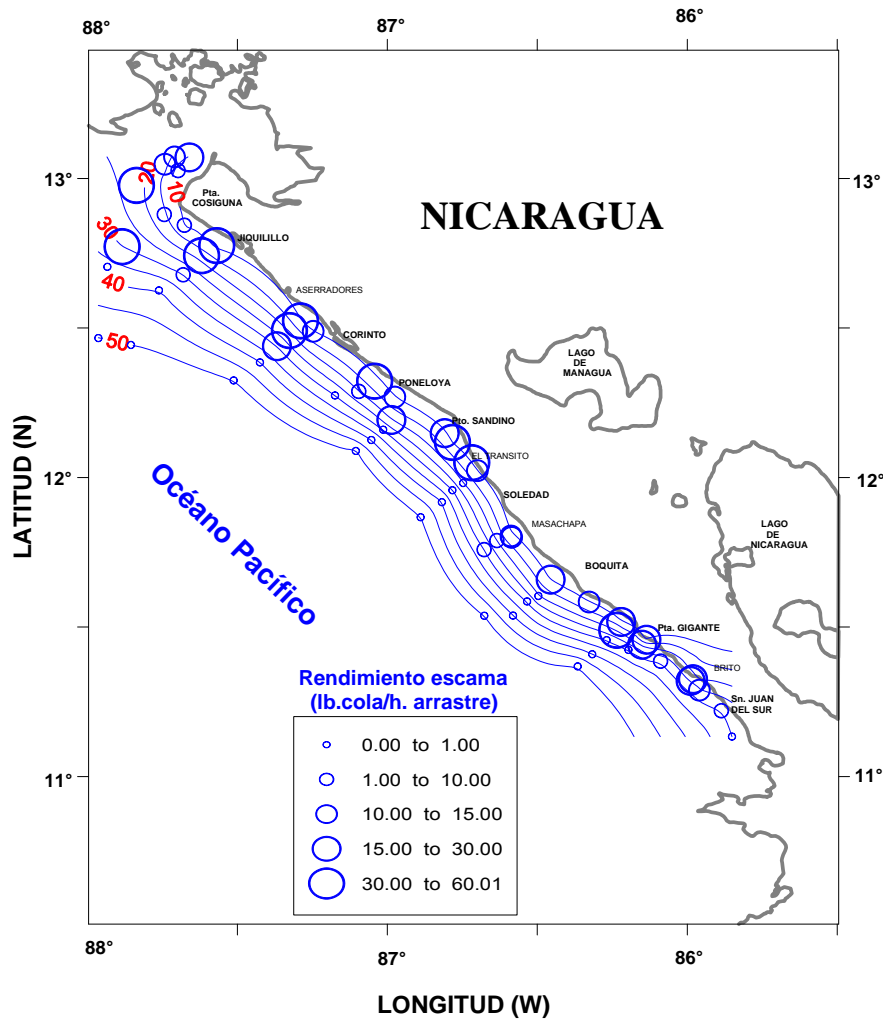 88°
87°
86°
13°
13°
20
10
Pta.
COSIGUNA
NICARAGUA
30
JIQUILILLO
40
ASERRADORES
50
CORINTO
LAGO
DE
MANAGUA
PONELOYA
Pto. SANDINO
EL TRANSITO
12°
12°
SOLEDAD
MASACHAPA
LAGO
DE
NICARAGUA
BOQUITA
LATITUD (N)
Océano Pacífico
Pta. GIGANTE
BRITO
Sn. JUAN
DEL SUR
Rendimiento escama
(lb.cola/h. arrastre)
0.00 to 1.00
1.00 to 10.00
10.00 to 15.00
15.00 to 30.00
30.00 to 60.01
11°
11°
88°
87°
86°
LONGITUD (W)